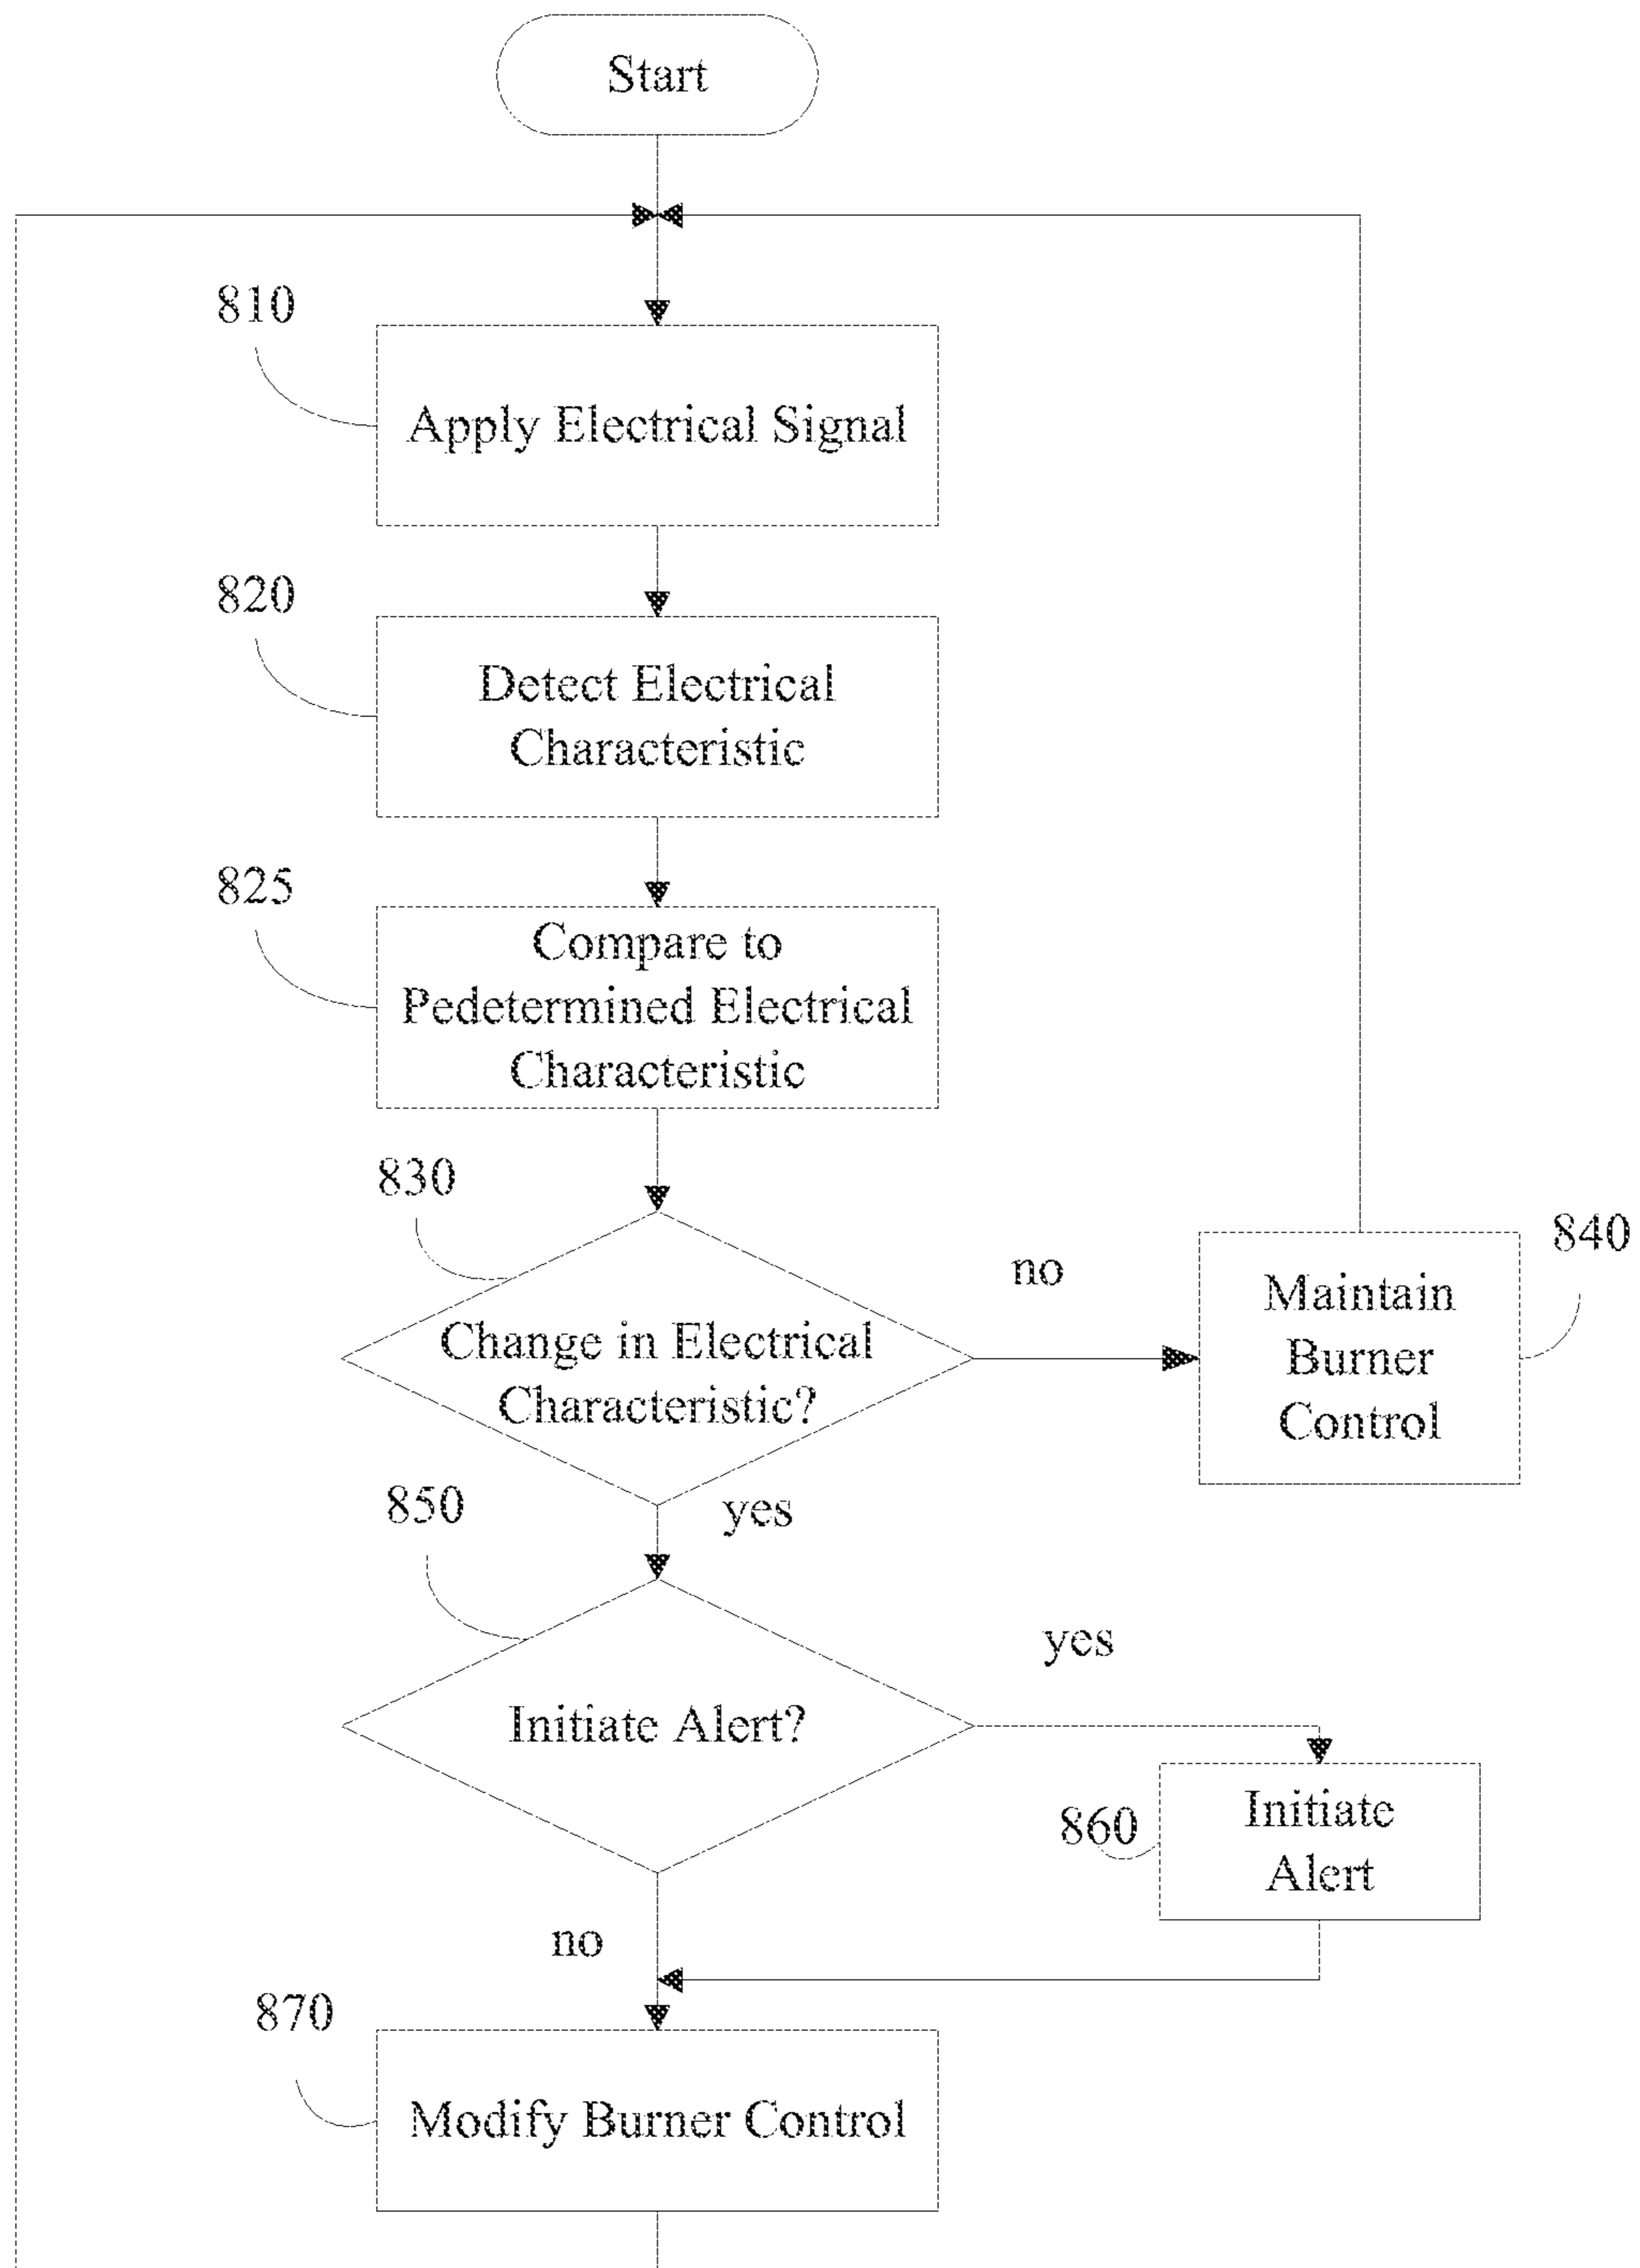 Start
810
Apply Electrical Signal
820
Detect Electrical
Characteristic
825
Compare to
Pedetermined Electrical
Characteristic
830
Change in Electrical
Characteristic?
no
840
Maintain
Burner
Control
yes
850
Initiate Alert?
yes
860
Initiate
Alert
no
870
Modify Burner Control